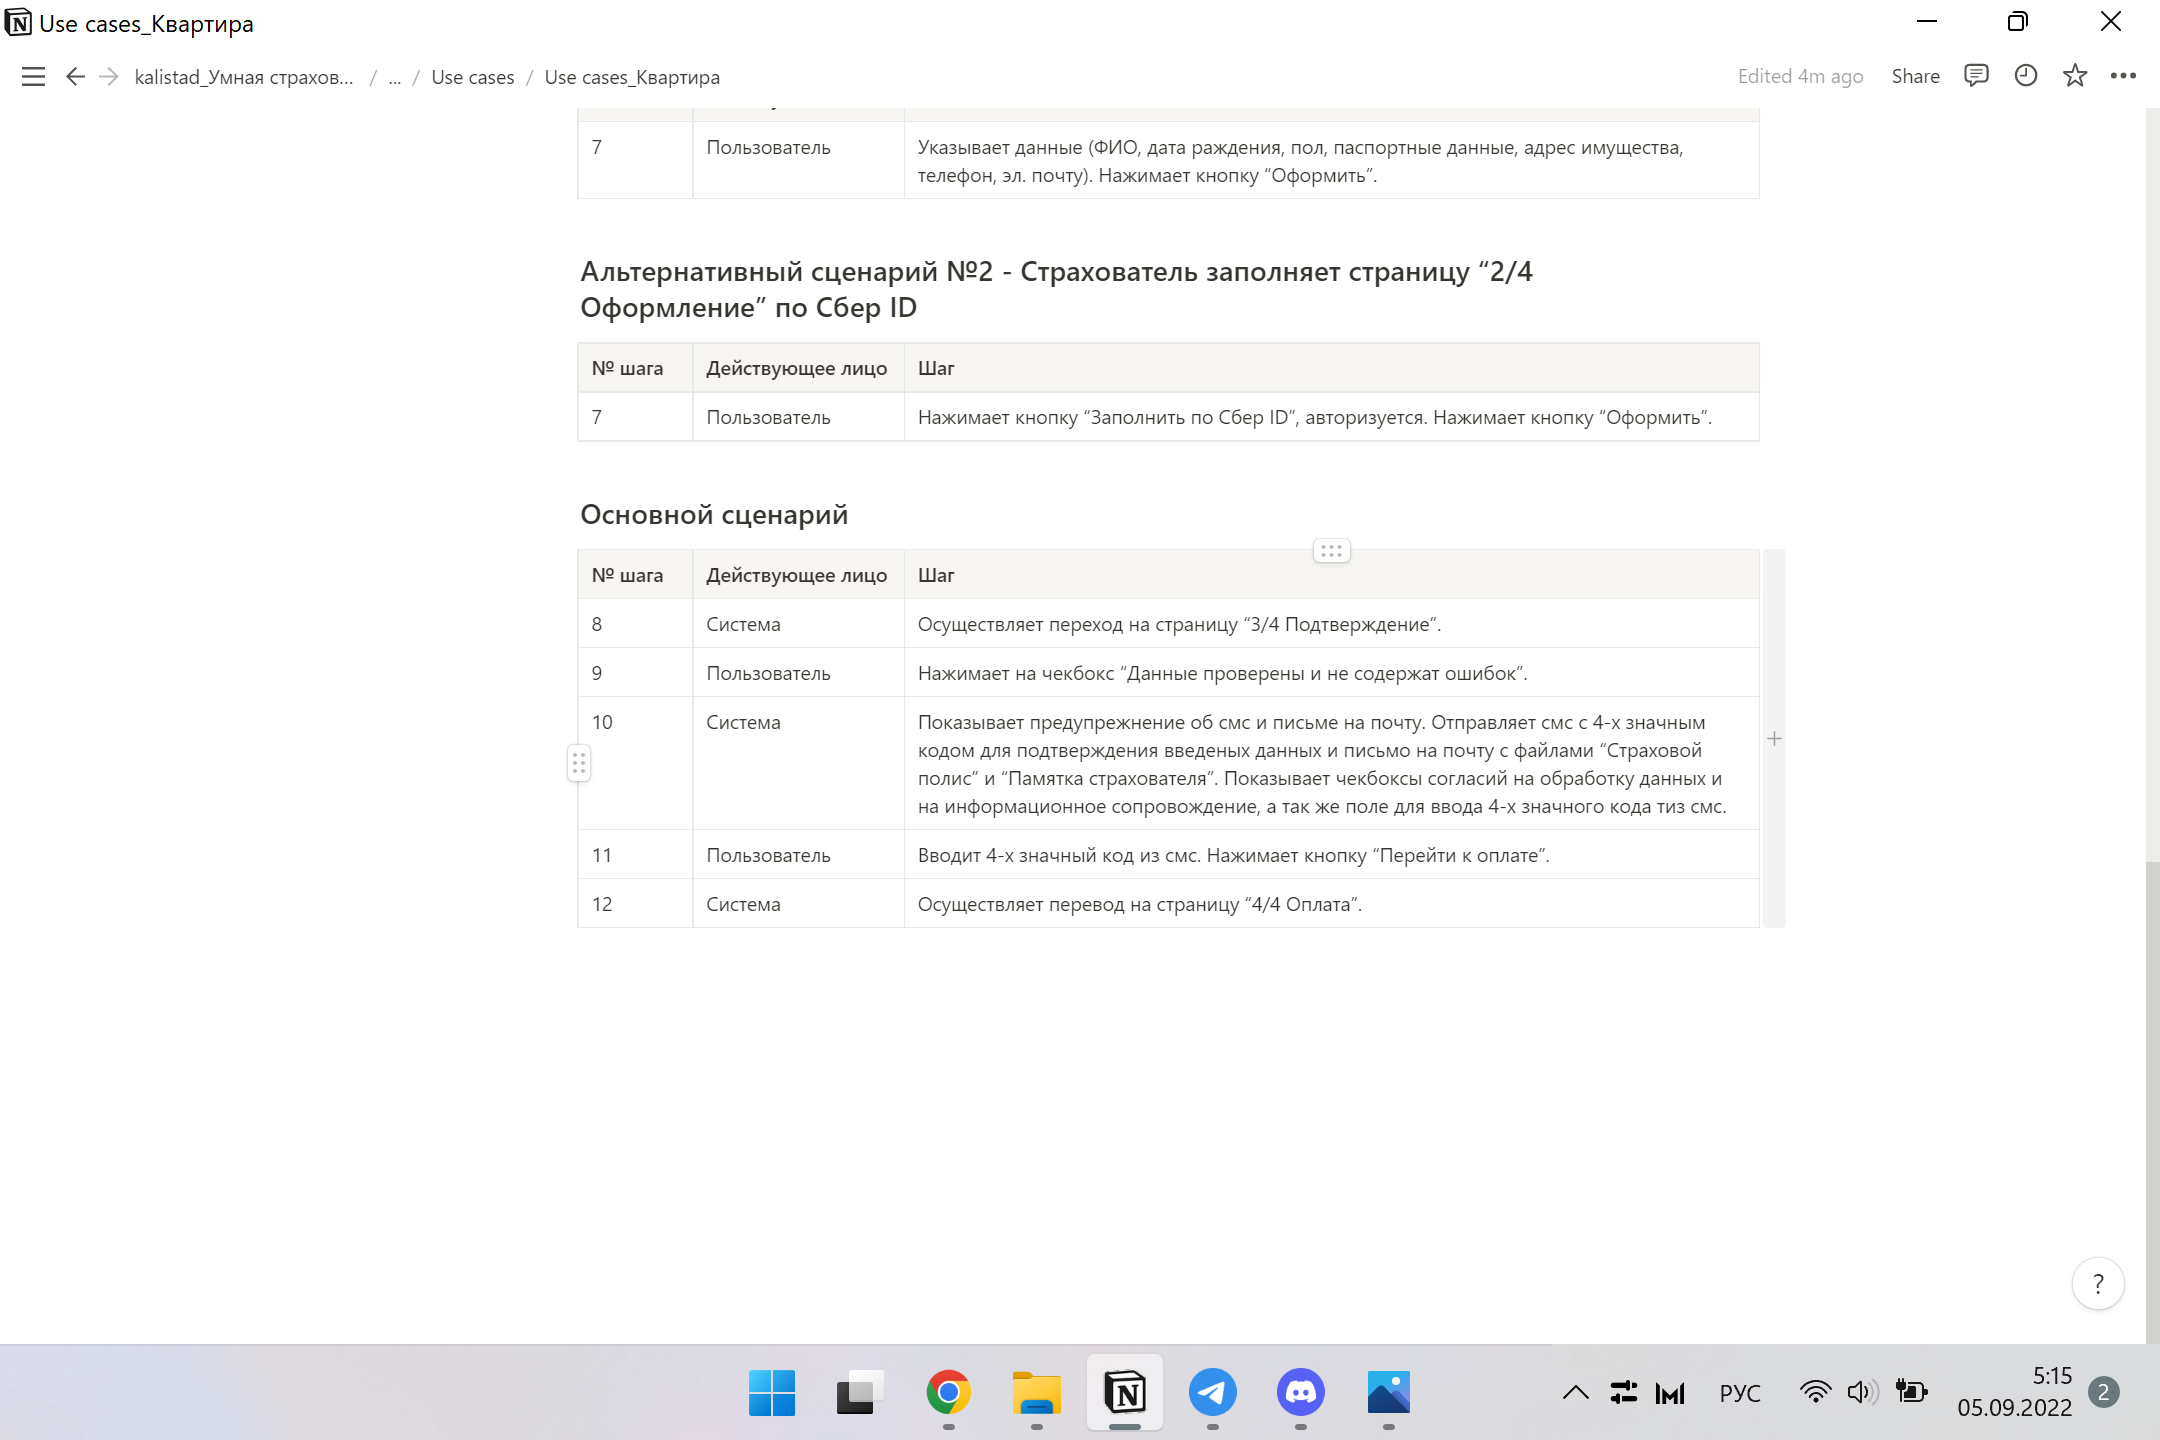 Use cases_Квартира
kalistad_Умная страхов... / ... / Use cases / Use cases_Квартира
Edited 4m ago Share
7 Пользователь Указывает данные (ФИО, дата раждения, пол, паспортные данные, адрес имущества,
телефон, эл. почту). Нажимает кнопку “Оформить”.
Альтернативный сценарий №2 - Страхователь заполняет страницу “2/4
Оформление” по Сбер ID
№ шага Действующее лицо Шаг
7 Пользователь Нажимает кнопку “Заполнить по Сбер ID”, авторизуется. Нажимает кнопку “Оформить”.
Основной сценарий
№ шага Действующее лицо Шаг
8 Система Осуществляет переход на страницу “3/4 Подтверждение”.
9 Пользователь Нажимает на чекбокс “Данные проверены и не содержат ошибок”.
10 Система Показывает предупрежнение об смс и письме на почту. Отправляет смс с 4-х значным
кодом для подтверждения введеных данных и письмо на почту с файлами “Страховой
полис” и “Памятка страхователя”. Показывает чекбоксы согласий на обработку данных и
на информационное сопровождение, а так же поле для ввода 4-х значного кода тиз смс.
11 Пользователь Вводит 4-х значный код из смс. Нажимает кнопку “Перейти к оплате”.
12 Система Осуществляет перевод на страницу “4/4 Оплата”.
?
РУС 5:15
05.09.2022 2